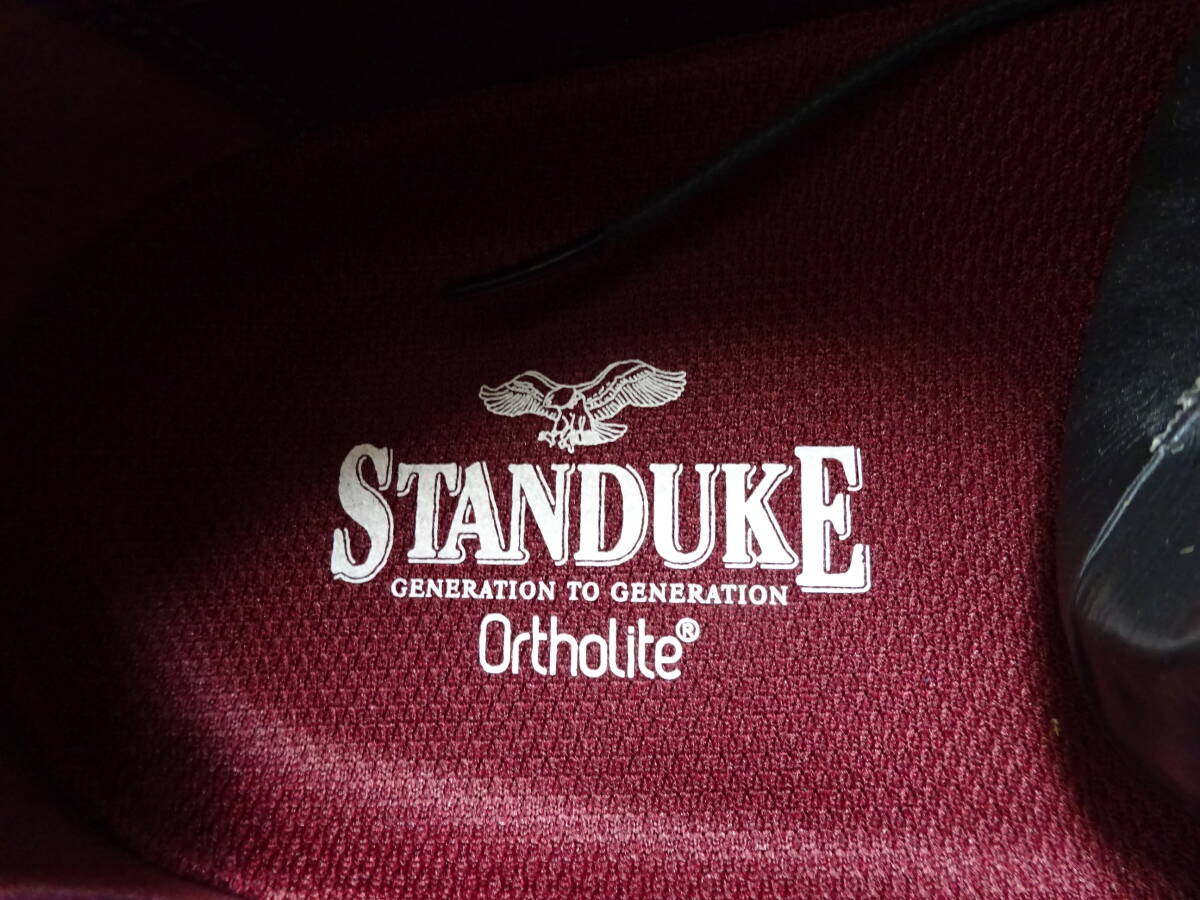 STANDUKE
GENERATION TO GENERATION
Ortholite®